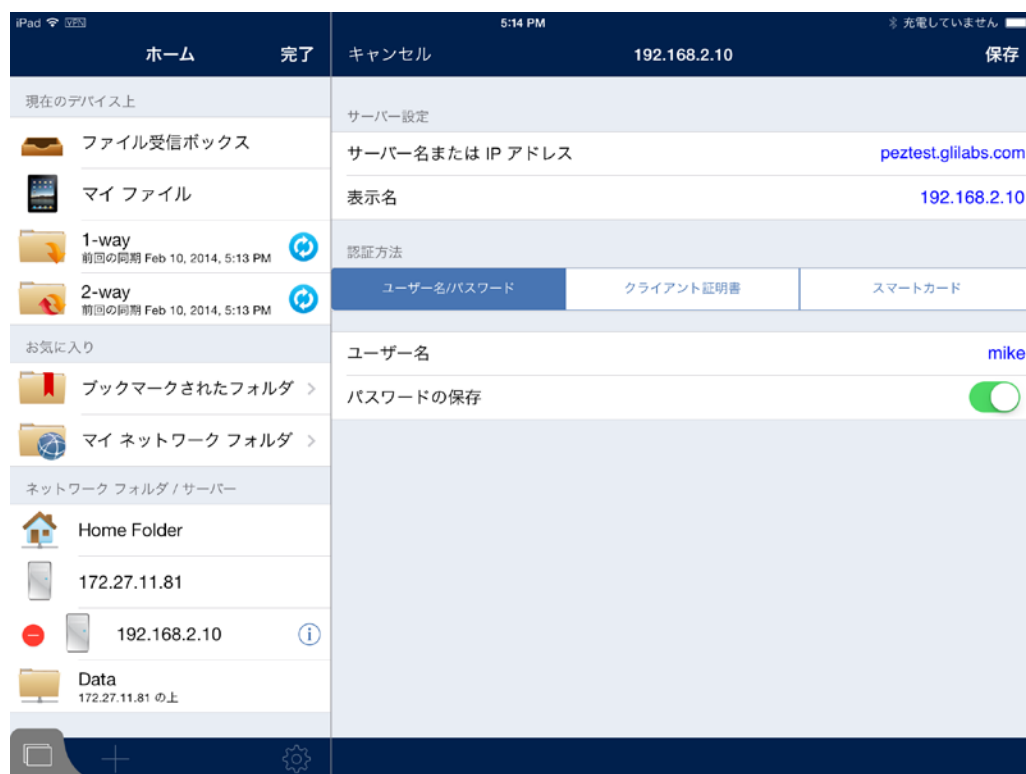 iPad VPN 5:14 PM 充電していません
ホーム 完了
キャンセル 192.168.2.10 保存
現在のデバイス上
ファイル受信ボックス
マイ ファイル
1-way
前回の同期 Feb 10, 2014, 5:13 PM
2-way
前回の同期 Feb 10, 2014, 5:13 PM
お気に入り
ブックマークされたフォルダ
マイ ネットワーク フォルダ
ネットワーク フォルダ / サーバー
Home Folder
172.27.11.81
192.168.2.10
Data
172.27.11.81 の上
サーバー設定
サーバー名または IP アドレス peztest.glilabs.com
表示名 192.168.2.10
認証方法
ユーザー名/パスワード クライアント証明書 スマートカード
ユーザー名 mike
パスワードの保存